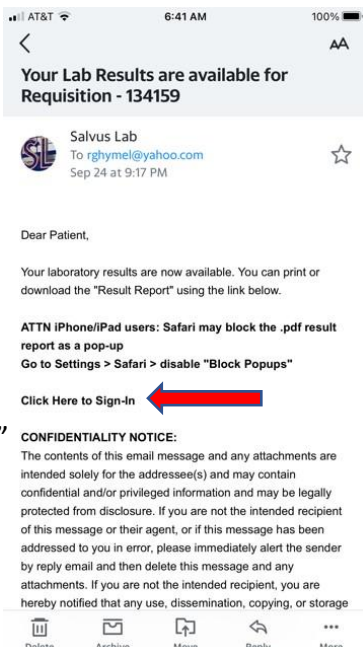 AT&T 6:41 AM 100%
AA
Your Lab Results are available for
Requisition - 134159
SL
Salvus Lab
To rghymel@yahoo.com
Sep 24 at 9:17 PM
Dear Patient,
Your laboratory results are now available. You can print or
download the "Result Report" using the link below.
ATTN iPhone/iPad users: Safari may block the .pdf result
report as a pop-up
Go to Settings > Safari > disable "Block Popups"
Click Here to Sign-In
”
CONFIDENTIALITY NOTICE:
The contents of this email message and any attachments are
intended solely for the addressee(s) and may contain
confidential and/or privileged information and may be legally
protected from disclosure. If you are not the intended recipient
of this message or their agent, or if this message has been
addressed to you in error, please immediately alert the sender
by reply email and then delete this message and any
attachments. If you are not the intended recipient, you are
hereby notified that any use, dissemination, copying, or storage
Delete Archive Move Reply More